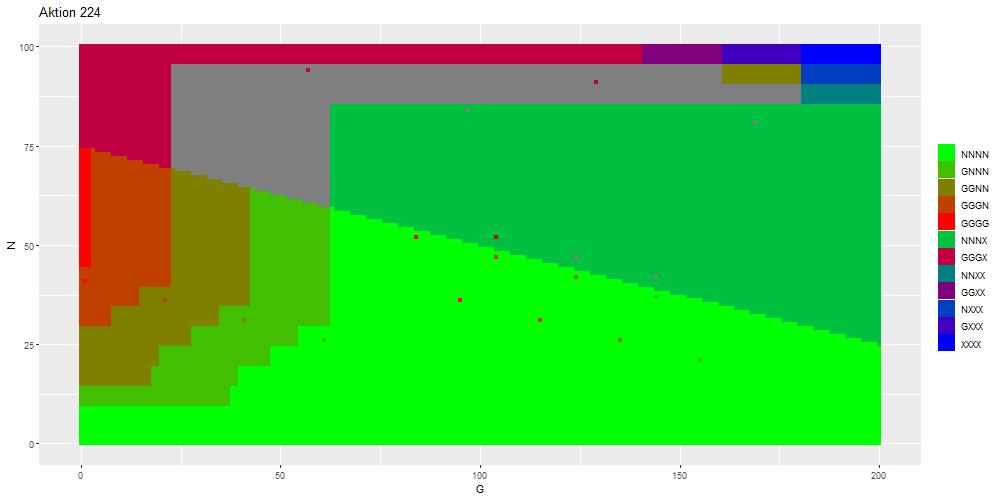 Aktion 224
100
75
50
25
0
N
0
50
100
150
200
G
NNNN
GNNN
GGNN
GGGN
GGGG
NNNX
GGGX
NNXX
GGXX
NXXX
GXXX
XXXX